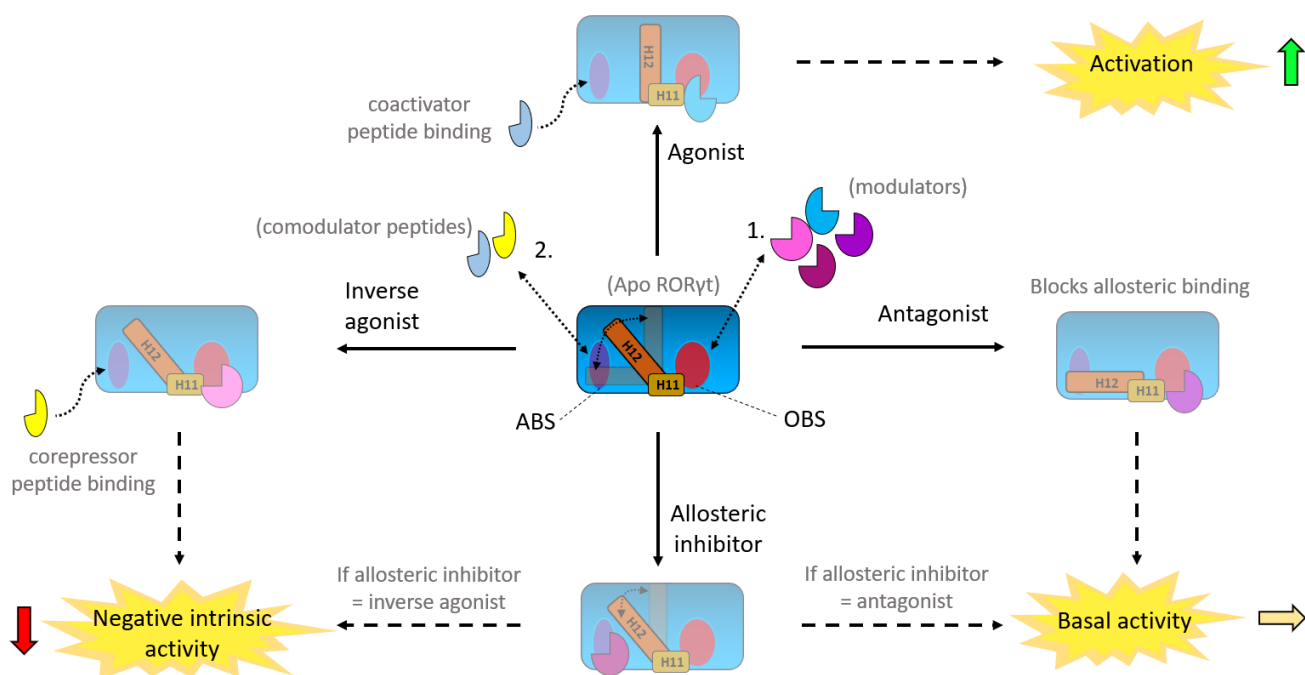 H12
H11
Activation
coactivator
peptide binding
Agonist
(modulators)
1.
(comodulator peptides)
2.
(Apo RORγt)
Inverse
agonist
Antagonist
Blocks allosteric binding
H12
H11
H12
H11
H12
H11
ABS
OBS
corepressor
peptide binding
Allosteric
inhibitor
If allosteric inhibitor
= inverse agonist
If allosteric inhibitor
= antagonist
Negative intrinsic
activity
H12
H11
Basal activity